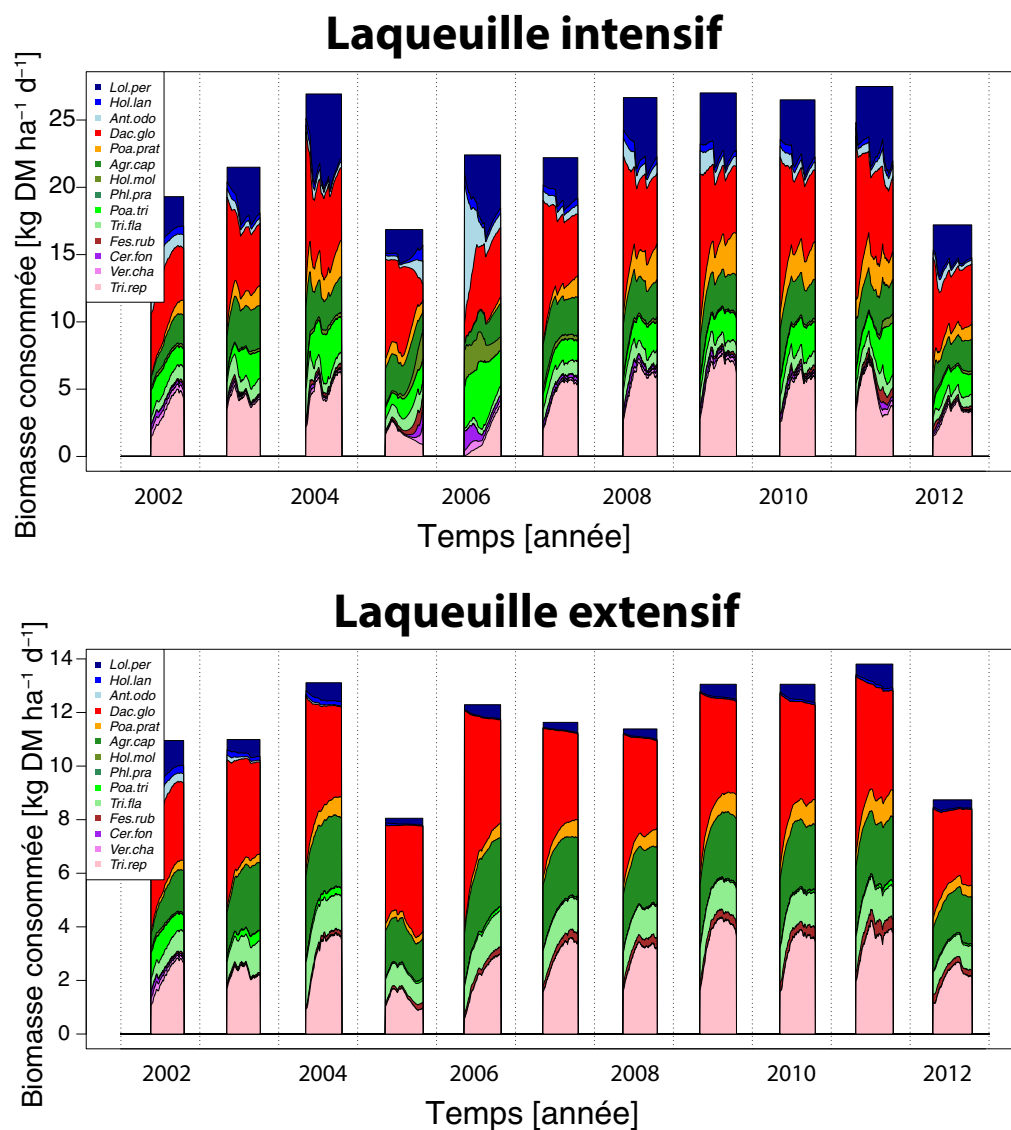 Laqueuille intensif
Biomasse consommée [kg DM ha⁻¹ d⁻¹]
25
20
15
10
5
0
Lol.per
Hol.lan
Ant.odo
Dac.glo
Poa.prat
Agr.cap
Hol.mol
Phl.pra
Poa.tri
Tri.fla
Fes.rub
Cer.fon
Ver.cha
Tri.rep
2002 2004 2006 2008 2010 2012
Temps [année]
Laqueuille extensif
Biomasse consommée [kg DM ha⁻¹ d⁻¹]
14
12
10
8
6
4
2
0
Lol.per
Hol.lan
Ant.odo
Dac.glo
Poa.prat
Agr.cap
Hol.mol
Phl.pra
Poa.tri
Tri.fla
Fes.rub
Cer.fon
Ver.cha
Tri.rep
2002 2004 2006 2008 2010 2012
Temps [année]